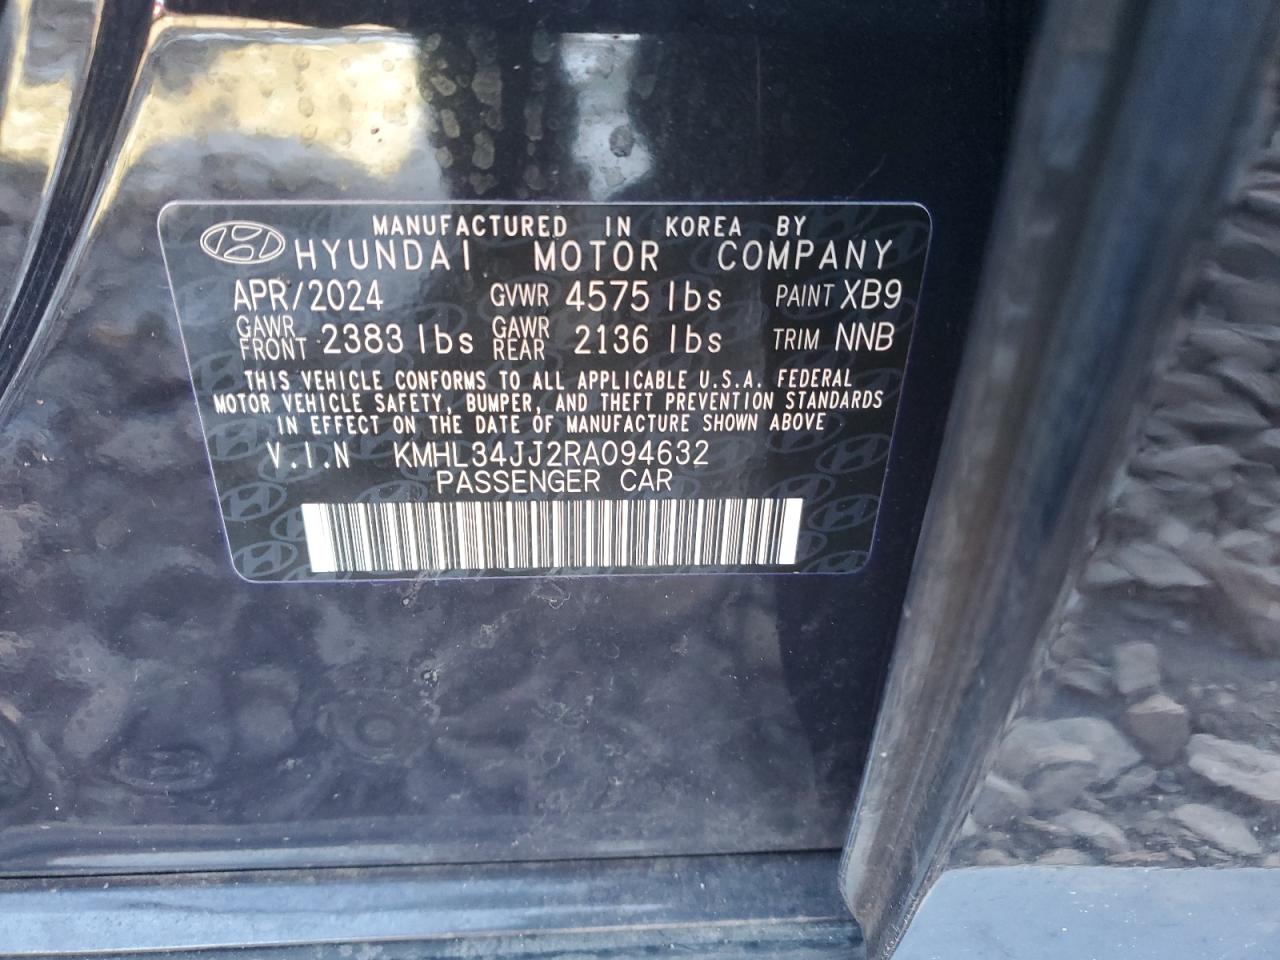 MANUFACTURED IN KOREA BY
HYUNDAI MOTOR COMPANY
APR/2024 GVWR 4575 lbs PAINT XB9
GAWR FRONT 2383 lbs GAWR REAR 2136 lbs TRIM NNB
THIS VEHICLE CONFORMS TO ALL APPLICABLE U.S.A. FEDERAL
MOTOR VEHICLE SAFETY, BUMPER, AND THEFT PREVENTION STANDARDS
IN EFFECT ON THE DATE OF MANUFACTURE SHOWN ABOVE
V.I.N KMHL34JJ2RA094632
PASSENGER CAR